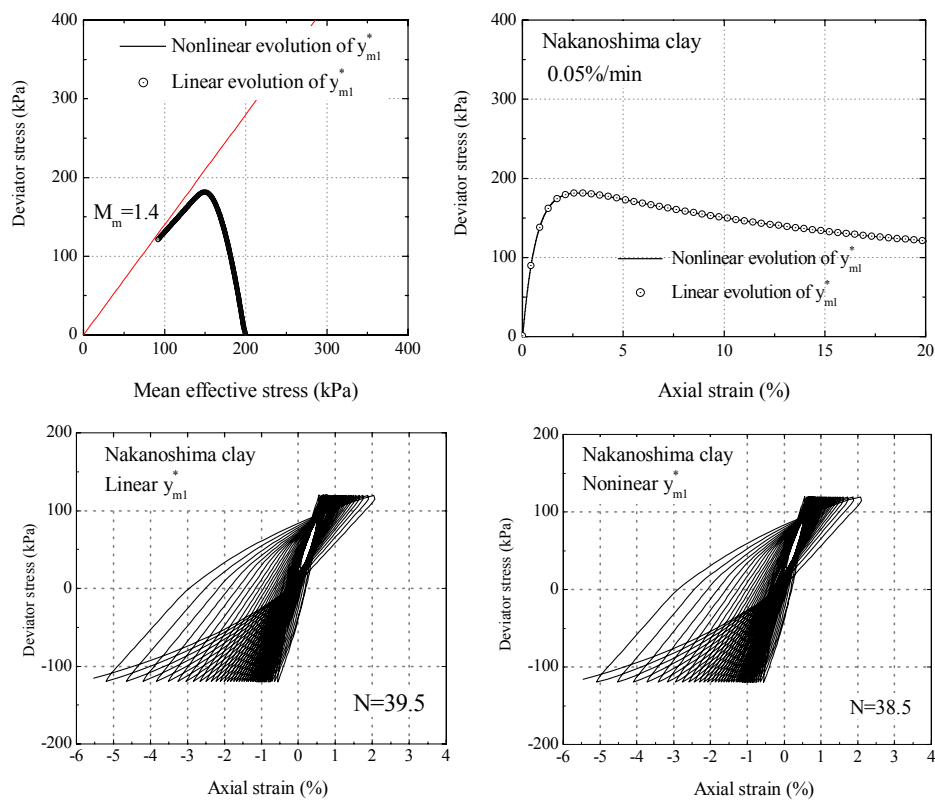 400
300
200
100
0
0
100
200
300
400
Deviator stress (kPa)
Mean effective stress (kPa)
Nonlinear evolution of y*m1
Linear evolution of y*m1
Mm=1.4
400
300
200
100
0
0
5
10
15
20
Deviator stress (kPa)
Axial strain (%)
Nakanoshima clay
0.05%/min
Nonlinear evolution of y*m1
Linear evolution of y*m1
200
100
0
-100
-200
-6
-5
-4
-3
-2
-1
0
1
2
3
4
Deviator stress (kPa)
Axial strain (%)
Nakanoshima clay
Linear y*m1
N=39.5
200
100
0
-100
-200
-6
-5
-4
-3
-2
-1
0
1
2
3
4
Deviator stress (kPa)
Axial strain (%)
Nakanoshima clay
Noninear y*m1
N=38.5